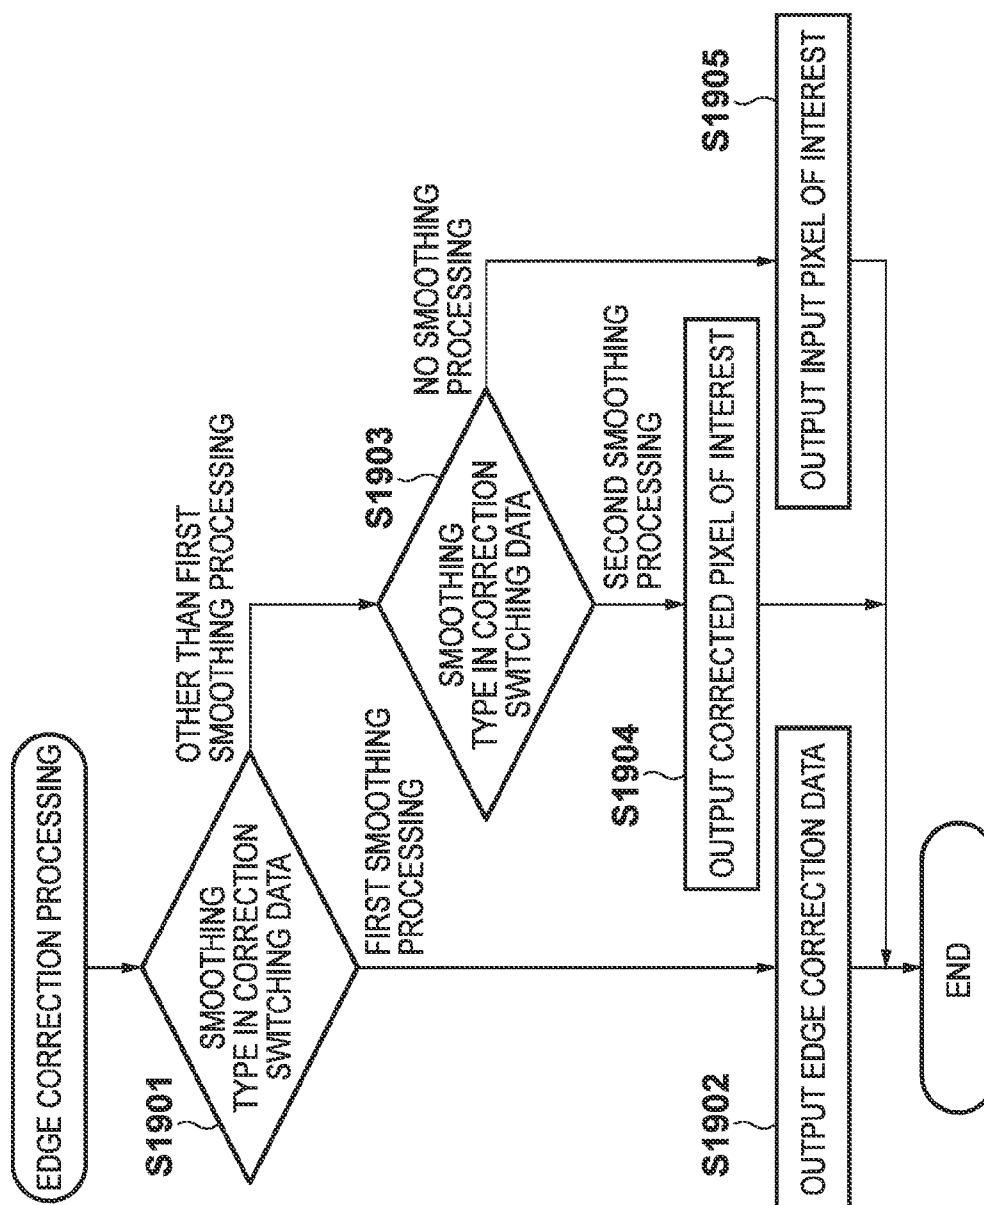 EDGE CORRECTION PROCESSING
S1901
SMOOTHING
TYPE IN CORRECTION
SWITCHING DATA
OTHER THAN FIRST
SMOOTHING PROCESSING
FIRST SMOOTHING
PROCESSING
S1903
SMOOTHING
TYPE IN CORRECTION
SWITCHING DATA
NO SMOOTHING
PROCESSING
SECOND SMOOTHING
PROCESSING
S1902
OUTPUT EDGE CORRECTION DATA
S1904
OUTPUT CORRECTED PIXEL OF INTEREST
S1905
OUTPUT INPUT PIXEL OF INTEREST
END